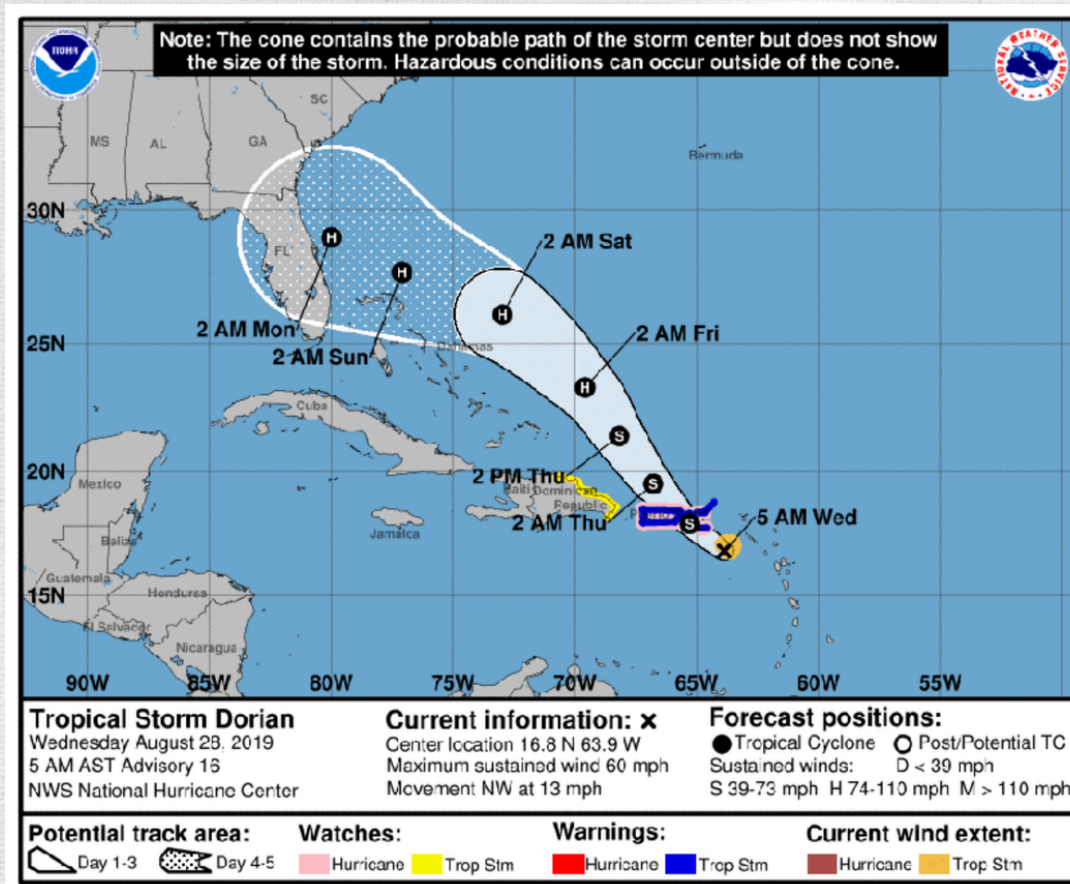 Note: The cone contains the probable path of the storm center but does not show
the size of the storm. Hazardous conditions can occur outside of the cone.
NOAA
NATIONAL WEATHER SERVICE
SC
MS
AL
GA
Bermuda
30N
FL
2 AM Sat
2 AM Mon
2 AM Sun
2 AM Fri
25N
Bahamas
Cuba
20N
2 PM Thu
Mexico
Haiti
Dominican
Republic
2 AM Thu
5 AM Wed
Jamaica
Belize
Guatemala
15N
Honduras
El Salvador
Nicaragua
90W
85W
80W
75W
70W
65W
60W
55W
H
H
H
H
S
S
S
Tropical Storm Dorian
Wednesday August 28, 2019
5 AM AST Advisory 16
NWS National Hurricane Center
Current information: x
Center location 16.8 N 63.9 W
Maximum sustained wind 60 mph
Movement NW at 13 mph
Forecast positions:
Tropical Cyclone Post/Potential TC
Sustained winds: D < 39 mph
S 39-73 mph H 74-110 mph M > 110 mph
Potential track area:
Day 1-3 Day 4-5
Watches:
Hurricane Trop Stm
Warnings:
Hurricane Trop Stm
Current wind extent:
Hurricane Trop Stm